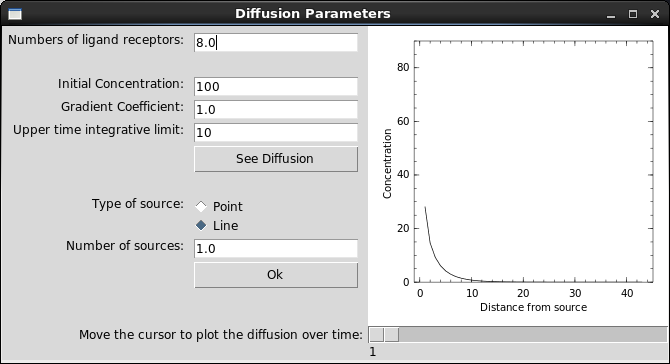 Diffusion Parameters
Numbers of ligand receptors: 8.0
Initial Concentration: 100
Gradient Coefficient: 1.0
Upper time integrative limit: 10
See Diffusion
Type of source: Point
Line
Number of sources: 1.0
Ok
Concentration
80
60
40
20
0
0 10 20 30 40
Distance from source
Move the cursor to plot the diffusion over time:
1